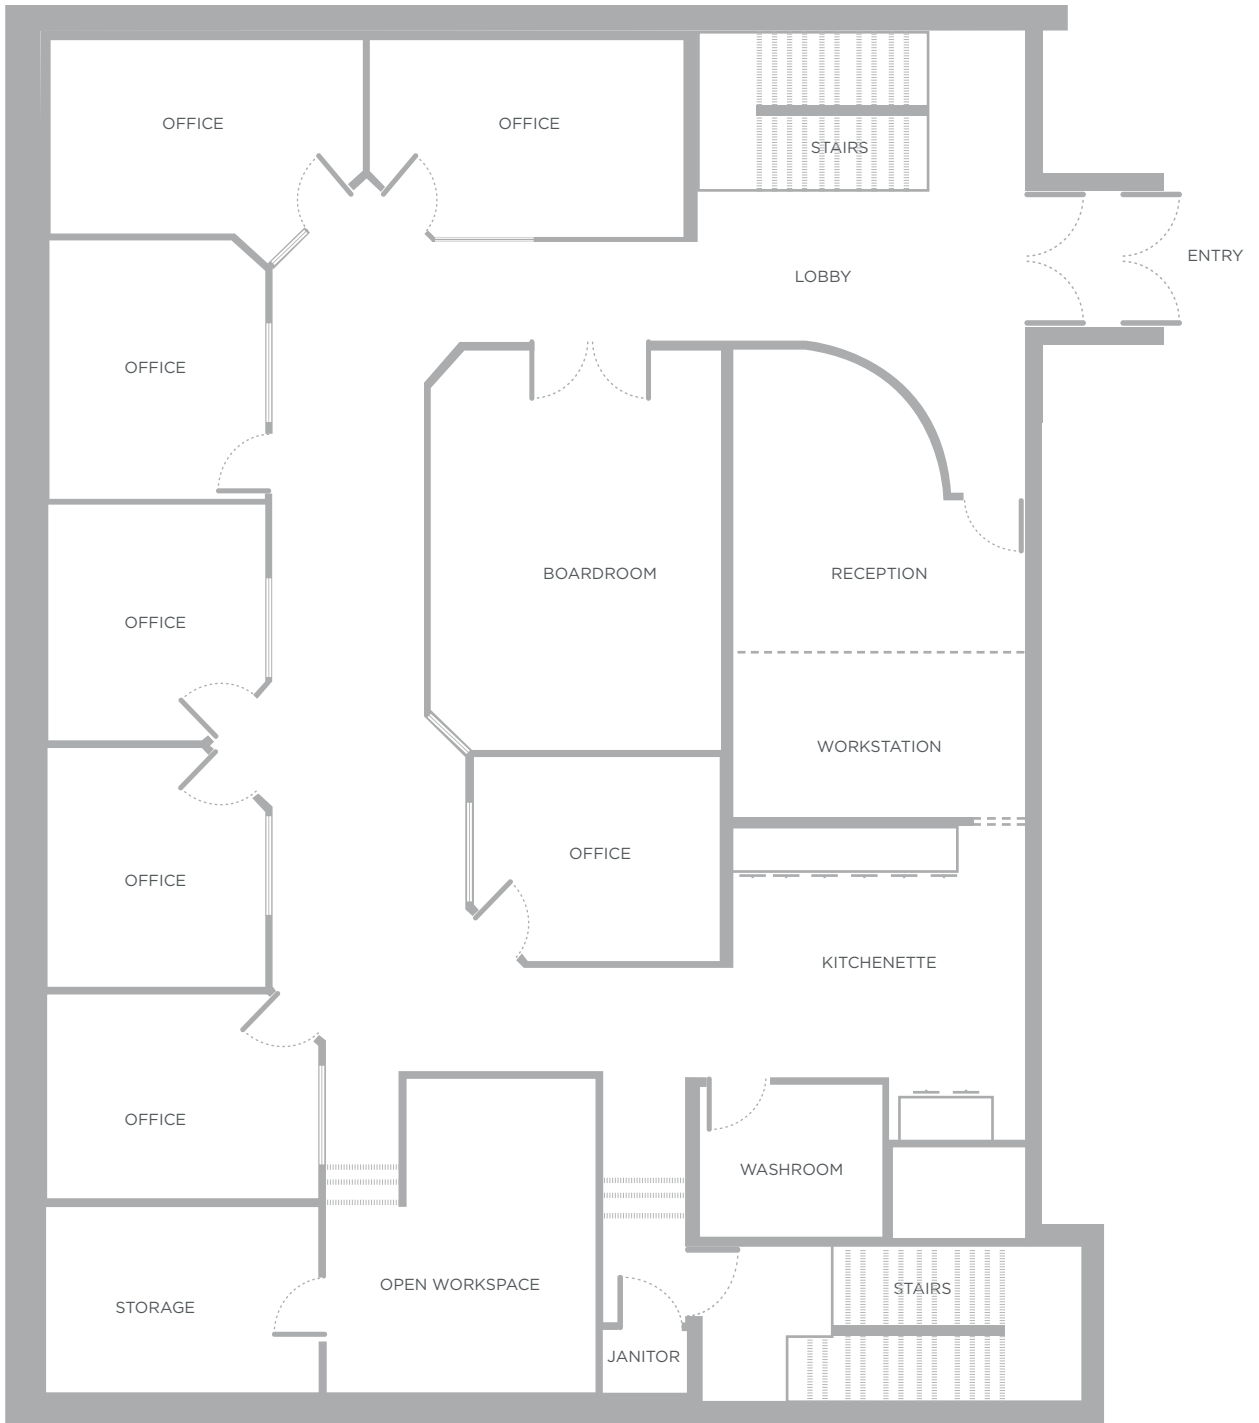 OFFICE
OFFICE
STAIRS
ENTRY
LOBBY
OFFICE
BOARDROOM
RECEPTION
OFFICE
WORKSTATION
OFFICE
OFFICE
KITCHENETTE
OFFICE
WASHROOM
OPEN WORKSPACE
STAIRS
STORAGE
JANITOR